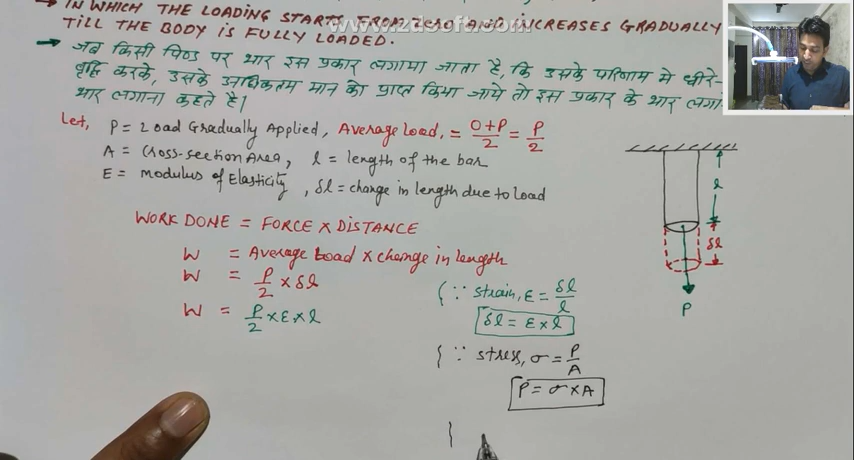 → IN WHICH THE LOADING STARTS FROM ZERO AND INCREASES GRADUALLY
www.zdsoft.com
TILL THE BODY IS FULLY LOADED.
→ जब किसी पिण्ड पर भार इस प्रकार लगाया जाता है, कि उसके परिणाम मे धीरे-
वृद्धि करके, उसके अधिकतम मान को प्राप्त किया जाये तो इस प्रकार के भार लगा
भार लगाना कहते है।
Let, P = Load Gradually Applied, Average Load, = 0+P/2 = P/2
A = Cross-section Area, l = length of the bar
E = modulus of Elasticity, δl = change in length due to Load
WORK DONE = FORCE × DISTANCE
W = Average Load × change in length
W = P/2 × δl
W = P/2 × ε × l
{ ∵ strain, ε = δl/l
δl = ε × l
{ ∵ stress, σ = P/A
P = σ × A
{
l
δl
P